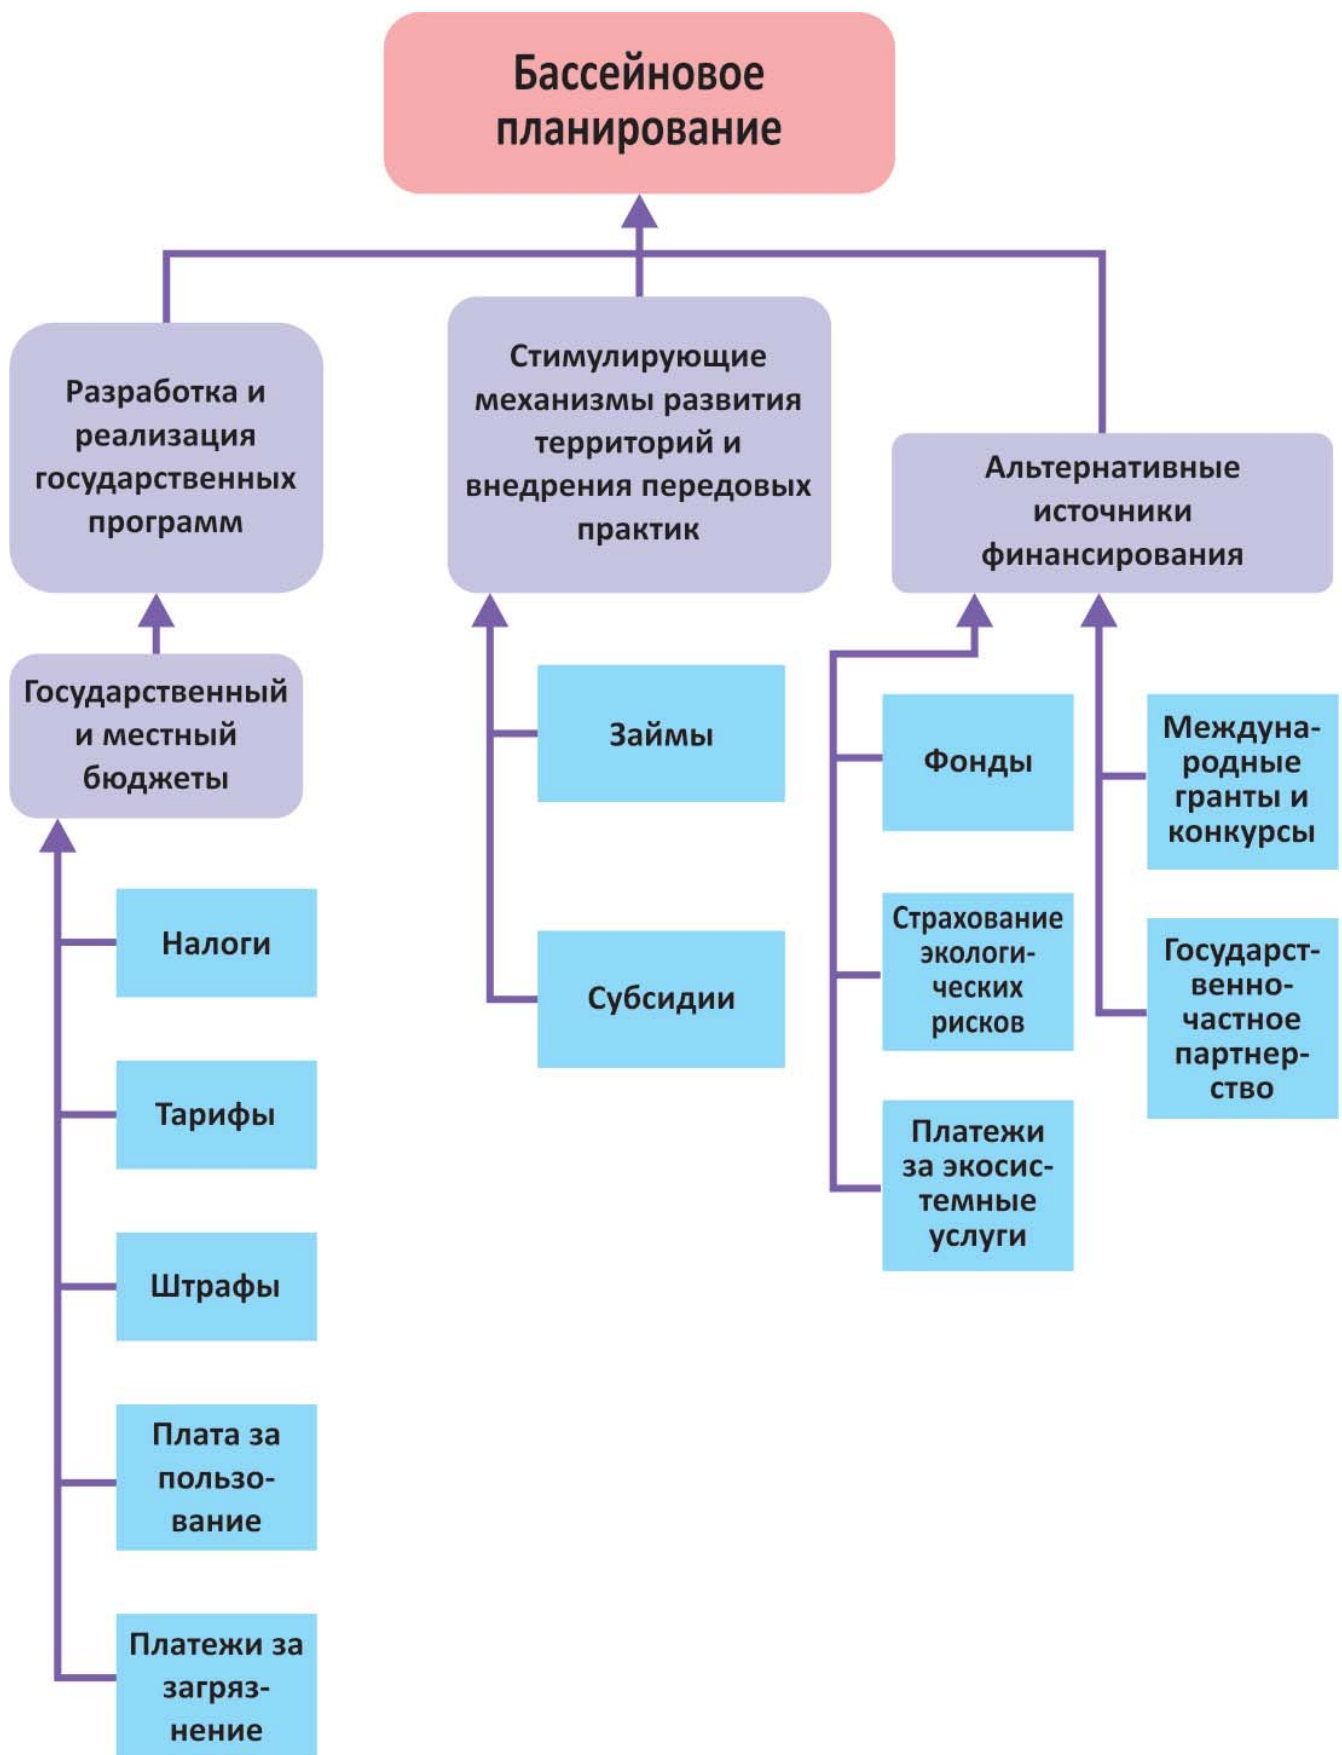 Бассейновое
планирование
Разработка и
реализация
государственных
программ
Государственный
и местный
бюджеты
Налоги
Тарифы
Штрафы
Плата за
пользо-
вание
Платежи за
загряз-
нение
Стимулирующие
механизмы развития
территорий и
внедрения передовых
практик
Займы
Субсидии
Альтернативные
источники
финансирования
Фонды
Страхование
экологи-
ческих
рисков
Платежи
за экосис-
темные
услуги
Междуна-
родные
гранты и
конкурсы
Государст-
венно-
частное
партнер-
ство